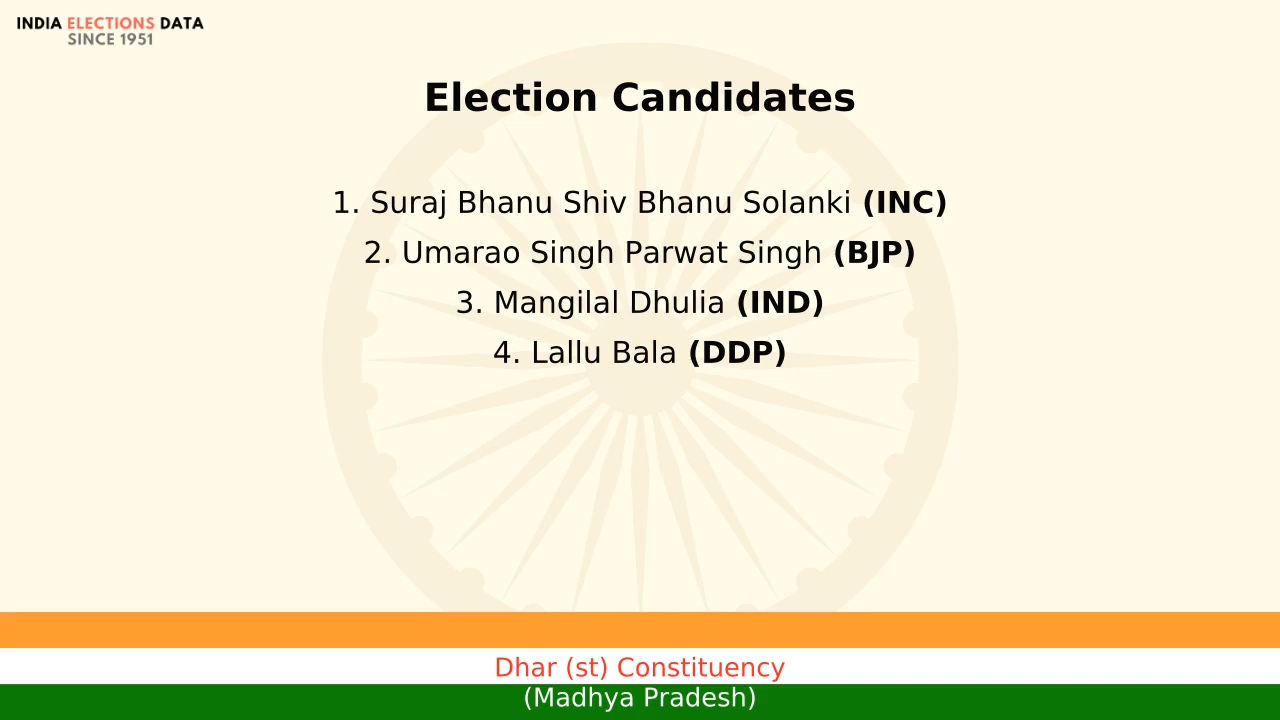 INDIA ELECTIONS DATA
SINCE 1951
Election Candidates
1. Suraj Bhanu Shiv Bhanu Solanki (INC)
2. Umarao Singh Parwat Singh (BJP)
3. Mangilal Dhulia (IND)
4. Lallu Bala (DDP)
Dhar (st) Constituency
(Madhya Pradesh)